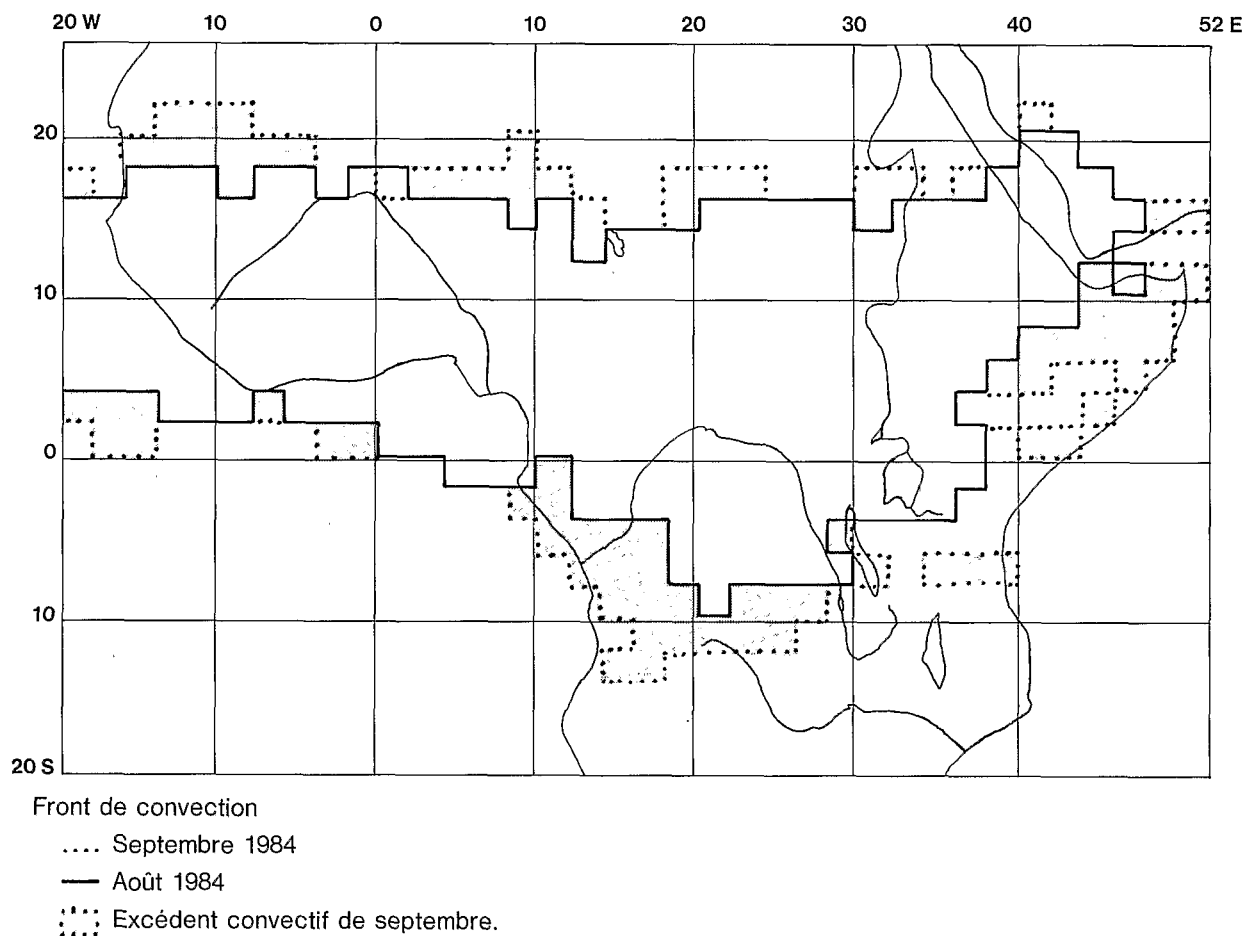 20 W 10 0 10 20 30 40 52 E
20
10
0
10
20 S
Front de convection
.... Septembre 1984
— Août 1984
Excédent convectif de septembre.